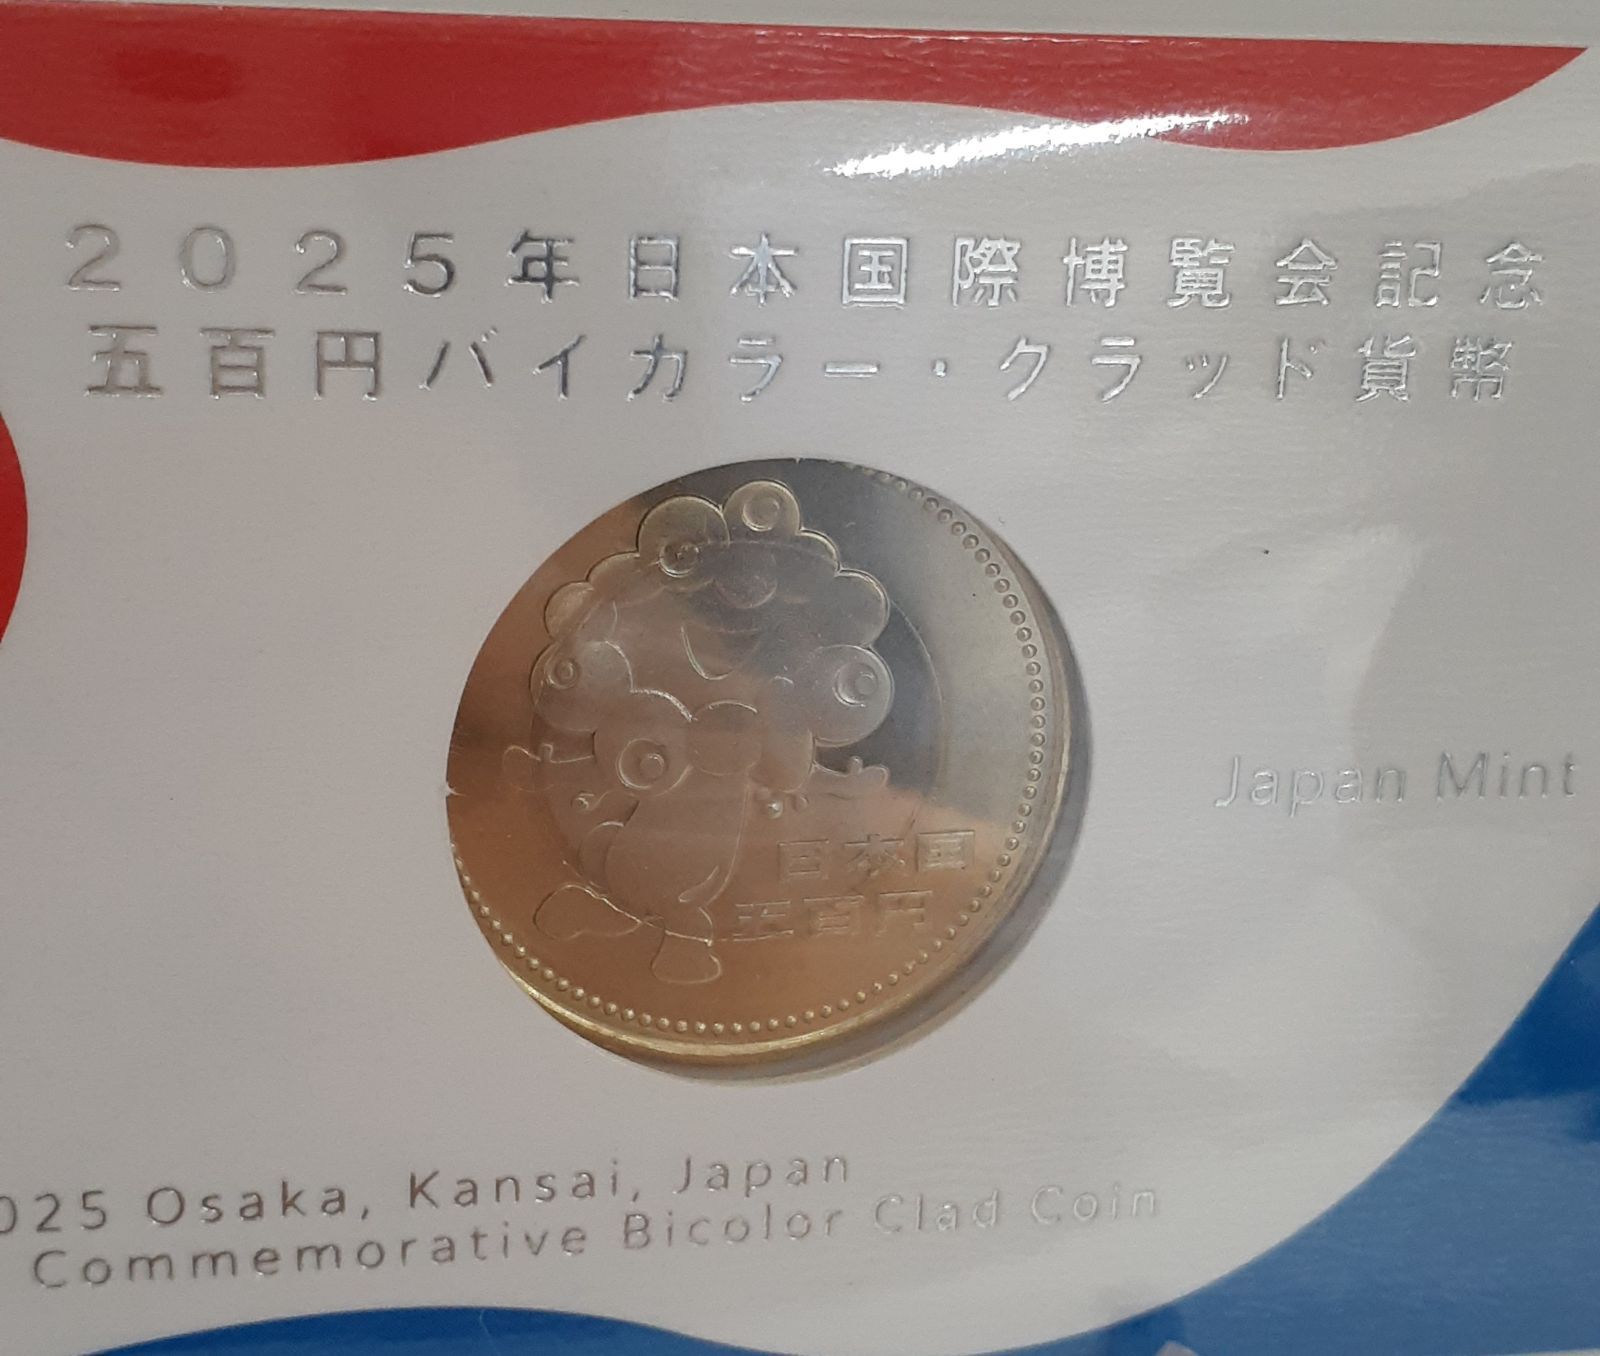 2025年日本国際博覧会記念
五百円バイカラー・クラッド貨幣
日本国
五百円
Japan Mint
025 Osaka, Kansai, Japan
Commemorative Bicolor Clad Coin